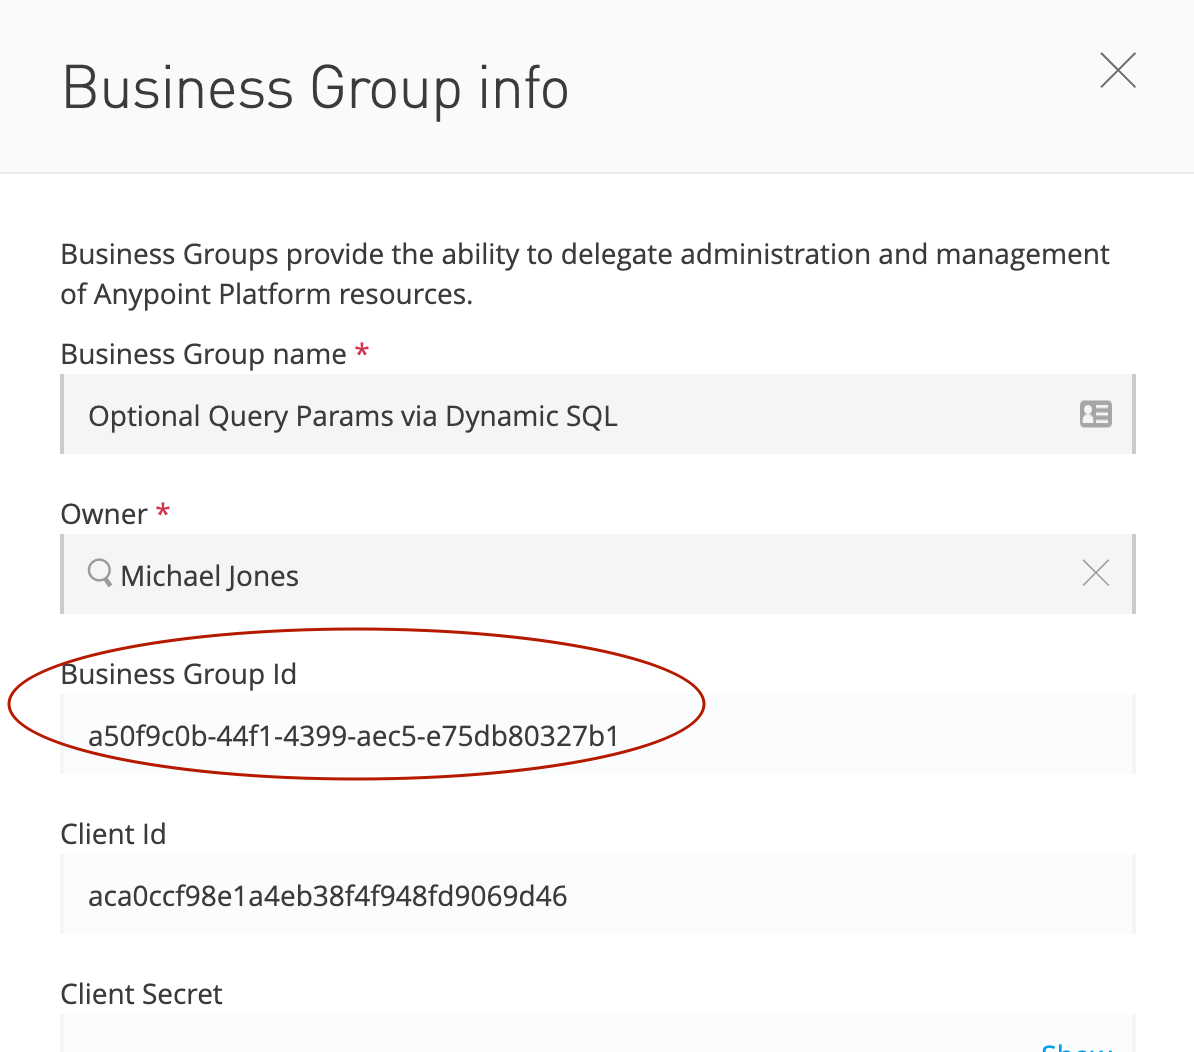 Business Group info
Business Groups provide the ability to delegate administration and management
of Anypoint Platform resources.
Business Group name *
Optional Query Params via Dynamic SQL
Owner *
Michael Jones
Business Group Id
a50f9c0b-44f1-4399-aec5-e75db80327b1
Client Id
aca0ccf98e1a4eb38f4f948fd9069d46
Client Secret
Show